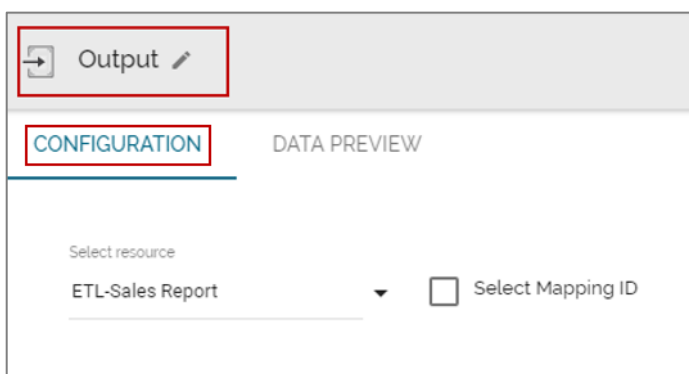 Output
CONFIGURATION DATA PREVIEW
Select resource
ETL-Sales Report Select Mapping ID